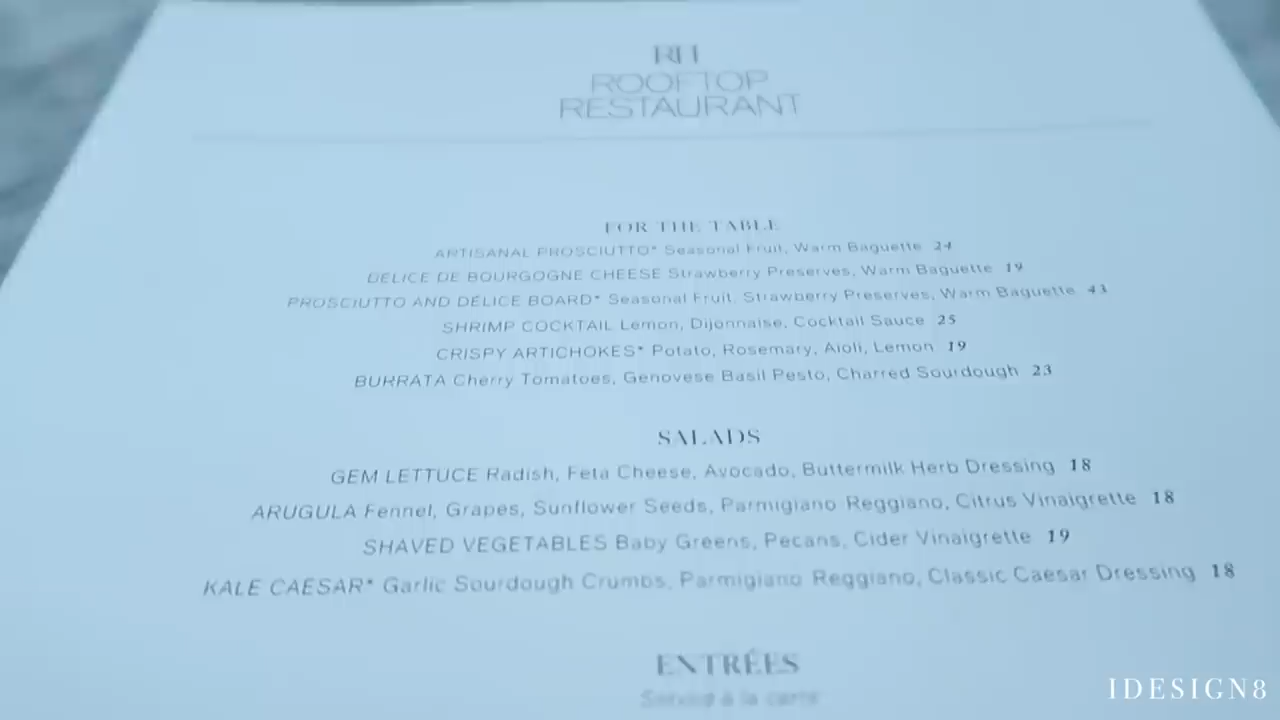 RH
ROOFTOP
RESTAURANT
FOR THE TABLE
ARTISANAL PROSCIUTTO* Seasonal Fruit, Warm Baguette 24
DELICE DE BOURGOGNE CHEESE Strawberry Preserves, Warm Baguette 19
PROSCIUTTO AND DELICE BOARD* Seasonal Fruit, Strawberry Preserves, Warm Baguette 43
SHRIMP COCKTAIL Lemon, Dijonnaise, Cocktail Sauce 25
CRISPY ARTICHOKES* Potato, Rosemary, Aioli, Lemon 19
BURRATA Cherry Tomatoes, Genovese Basil Pesto, Charred Sourdough 23
SALADS
GEM LETTUCE Radish, Feta Cheese, Avocado, Buttermilk Herb Dressing 18
ARUGULA Fennel, Grapes, Sunflower Seeds, Parmigiano Reggiano, Citrus Vinaigrette 18
SHAVED VEGETABLES Baby Greens, Pecans, Cider Vinaigrette 19
KALE CAESAR* Garlic Sourdough Crumbs, Parmigiano Reggiano, Classic Caesar Dressing 18
ENTRÉES
Served à la carte
IDESIGN8